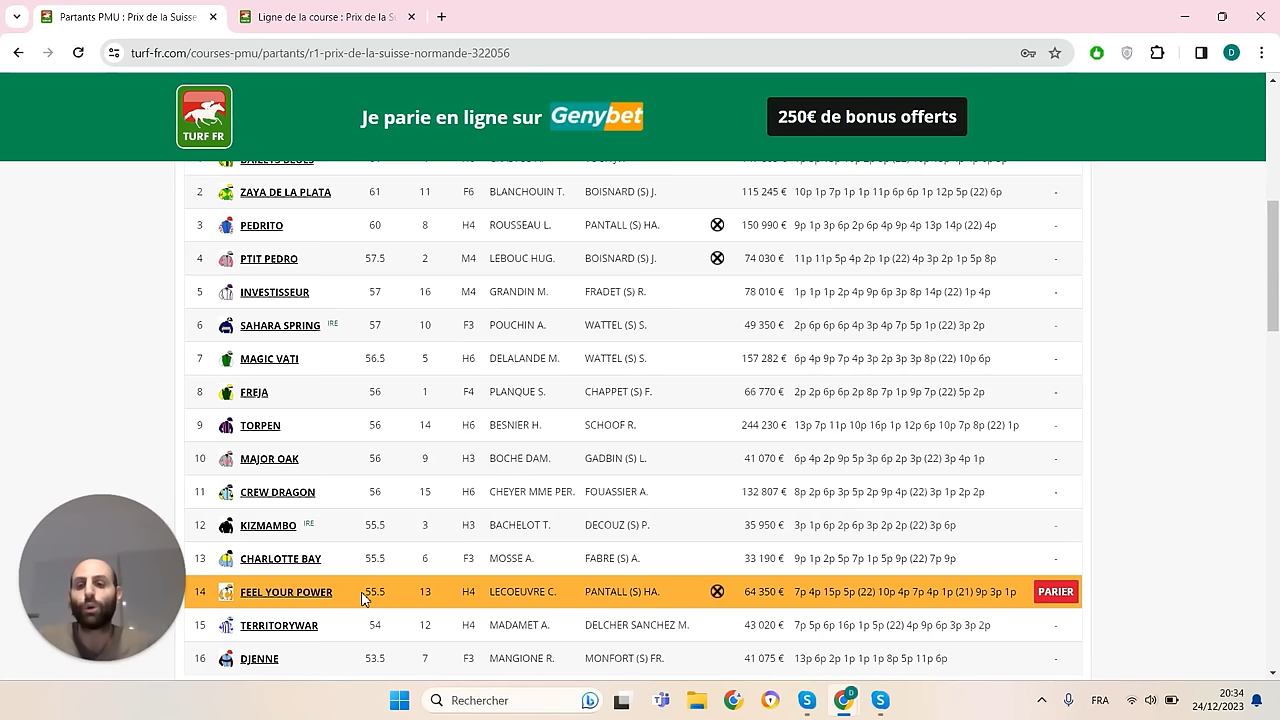 Partants PMU : Prix de la Suisse
Ligne de la course : Prix de la Su
turf-fr.com/courses-pmu/partants/r1-prix-de-la-suisse-normande-322056
D
TURF FR
Je parie en ligne sur Genybet
250€ de bonus offerts
2 ZAYA DE LA PLATA 61 11 F6 BLANCHOUIN T. BOISNARD (S) J. 115 245 € 10p 1p 7p 1p 1p 11p 6p 6p 1p 12p 5p (22) 6p -
3 PEDRITO 60 8 H4 ROUSSEAU L. PANTALL (S) HA. 150 990 € 9p 1p 3p 6p 2p 6p 4p 9p 4p 13p 14p (22) 4p -
4 PTIT PEDRO 57.5 2 M4 LEBOUC HUG. BOISNARD (S) J. 74 030 € 11p 11p 5p 4p 2p 1p (22) 4p 3p 2p 1p 5p 8p -
5 INVESTISSEUR 57 16 M4 GRANDIN M. FRADET (S) R. 78 010 € 1p 1p 1p 2p 4p 9p 6p 3p 8p 14p (22) 1p 4p -
6 SAHARA SPRING IRE 57 10 F3 POUCHIN A. WATTEL (S) S. 49 350 € 2p 6p 6p 6p 4p 3p 4p 7p 5p 1p (22) 3p 2p -
7 MAGIC VATI 56.5 5 H6 DELALANDE M. WATTEL (S) S. 157 282 € 6p 4p 9p 7p 4p 3p 2p 3p 3p 8p (22) 10p 6p -
8 FREJA 56 1 F4 PLANQUE S. CHAPPET (S) F. 66 770 € 2p 2p 6p 6p 2p 8p 7p 1p 9p 7p (22) 5p 2p -
9 TORPEN 56 14 H6 BESNIER H. SCHOOF R. 244 230 € 13p 7p 11p 10p 16p 1p 12p 6p 10p 7p 8p (22) 1p -
10 MAJOR OAK 56 9 H3 BOCHE DAM. GADBIN (S) L. 41 070 € 6p 4p 2p 9p 5p 3p 6p 2p 3p (22) 3p 4p 1p -
11 CREW DRAGON 56 15 H6 CHEYER MME PER. FOUASSIER A. 132 807 € 8p 2p 6p 3p 5p 2p 9p 4p (22) 3p 1p 2p 2p -
12 KIZMAMBO IRE 55.5 3 H3 BACHELOT T. DECOUZ (S) P. 35 950 € 3p 1p 6p 2p 6p 3p 2p 2p (22) 3p 6p -
13 CHARLOTTE BAY 55.5 6 F3 MOSSE A. FABRE (S) A. 33 190 € 9p 1p 2p 5p 7p 1p 5p 9p (22) 7p 9p -
14 FEEL YOUR POWER 55.5 13 H4 LECOEUVRE C. PANTALL (S) HA. 64 350 € 7p 4p 15p 5p (22) 10p 4p 7p 4p 1p (21) 9p 3p 1p PARIER
15 TERRITORYWAR 54 12 H4 MADAMET A. DELCHER SANCHEZ M. 43 020 € 7p 5p 6p 16p 1p 5p (22) 4p 9p 6p 3p 3p 2p -
16 DJENNE 53.5 7 F3 MANGIONE R. MONFORT (S) FR. 41 075 € 13p 6p 2p 1p 1p 1p 8p 5p 11p 6p -
Rechercher
FRA
20:34
24/12/2023